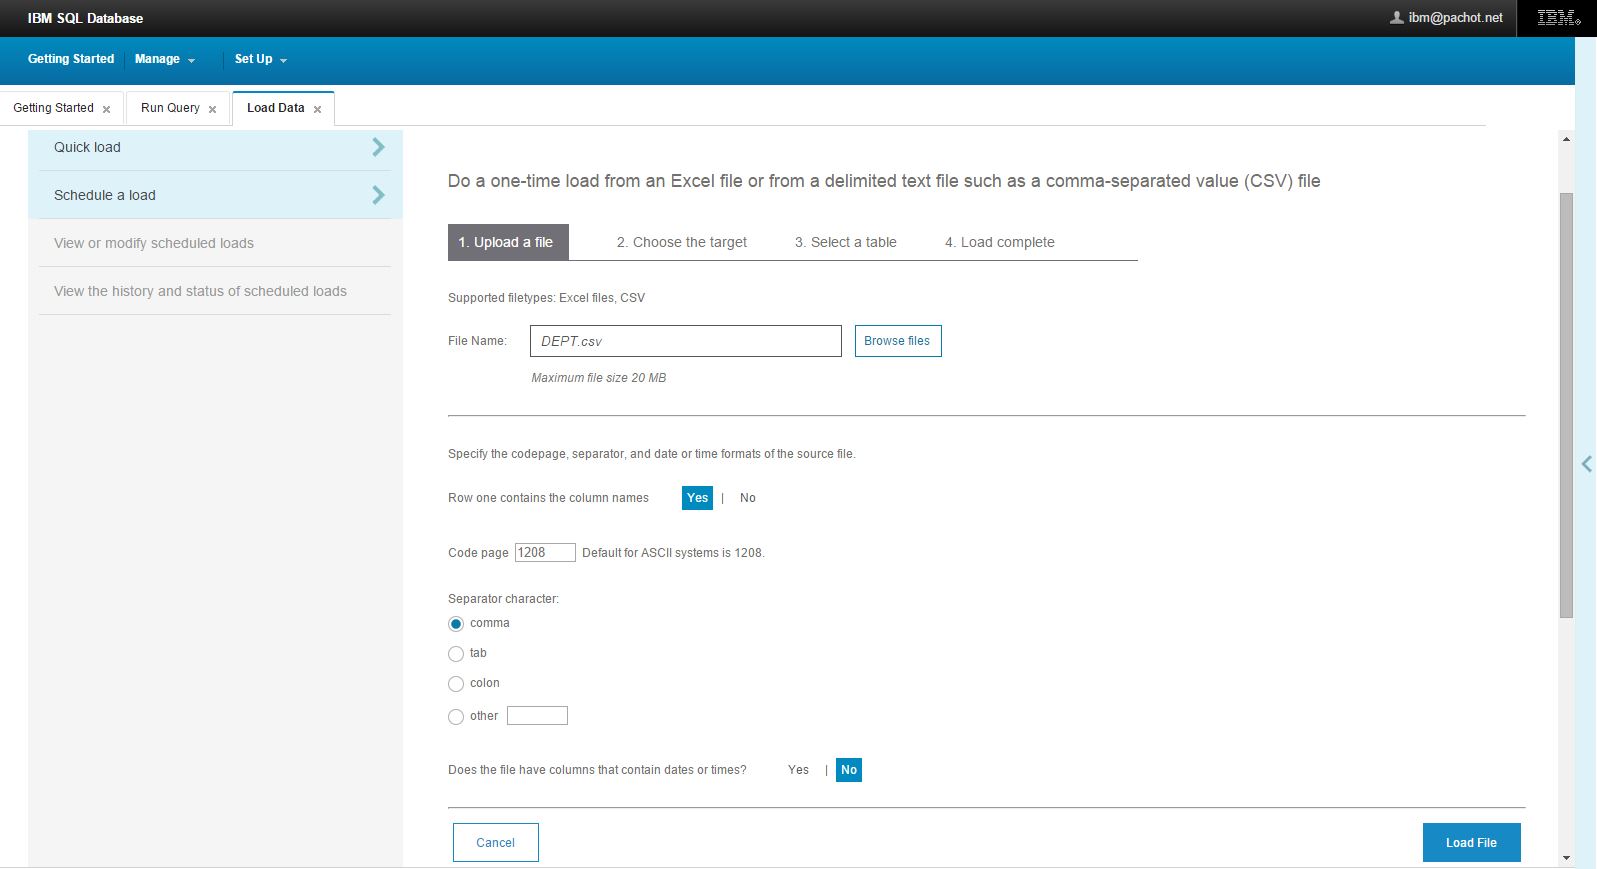 IBM SQL Database
ibm@pachot.net
IBM
Getting Started
Manage
Set Up
Getting Started
Run Query
Load Data
Quick load
Schedule a load
View or modify scheduled loads
View the history and status of scheduled loads
Do a one-time load from an Excel file or from a delimited text file such as a comma-separated value (CSV) file
1. Upload a file 2. Choose the target 3. Select a table 4. Load complete
Supported filetypes: Excel files, CSV
File Name: DEPT.csv Browse files
Maximum file size 20 MB
Specify the codepage, separator, and date or time formats of the source file.
Row one contains the column names Yes | No
Code page 1208 Default for ASCII systems is 1208.
Separator character:
comma
tab
colon
other
Does the file have columns that contain dates or times? Yes | No
Cancel Load File